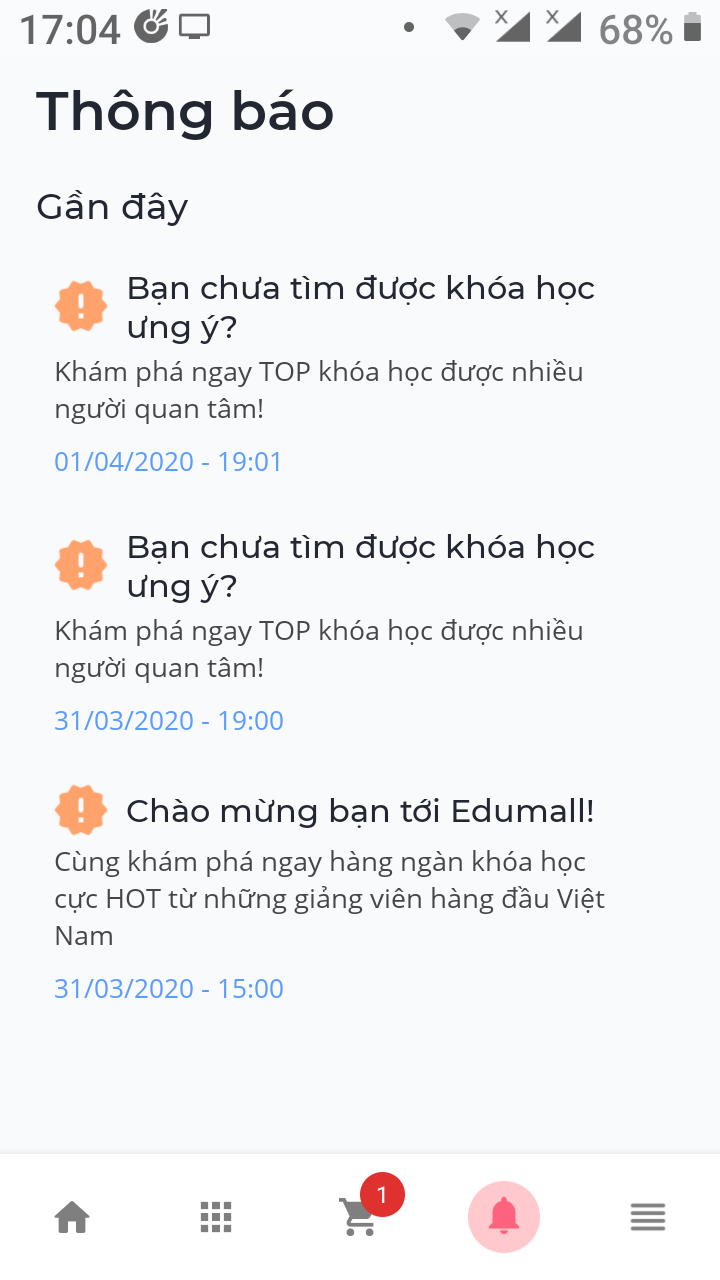 17:04
68%
Thông báo
Gần đây
Bạn chưa tìm được khóa học
ưng ý?
Khám phá ngay TOP khóa học được nhiều
người quan tâm!
01/04/2020 - 19:01
Bạn chưa tìm được khóa học
ưng ý?
Khám phá ngay TOP khóa học được nhiều
người quan tâm!
31/03/2020 - 19:00
Chào mừng bạn tới Edumall!
Cùng khám phá ngay hàng ngàn khóa học
cực HOT từ những giảng viên hàng đầu Việt
Nam
31/03/2020 - 15:00
1